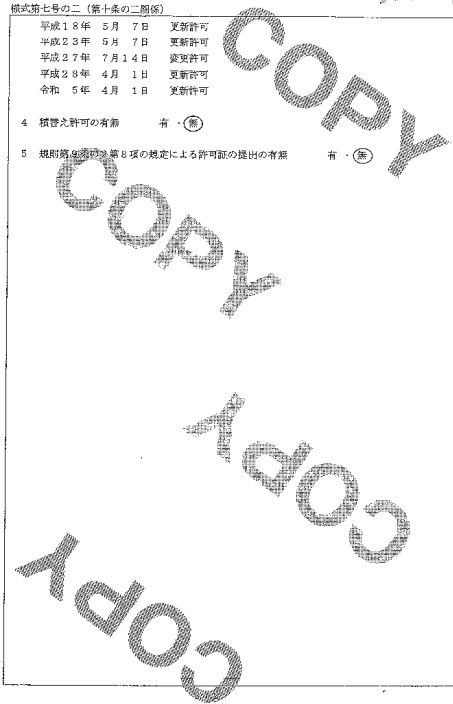 様式第七号の二(第十条の二関係)
平成18年 5月 7日 更新許可
平成23年 5月 7日 更新許可
平成27年 7月14日 変更許可
平成28年 4月 1日 更新許可
令和 5年 4月 1日 更新許可
4 積替え許可の有無 有・無
5 規則第9条の2第8項の規定による許可証の提出の有無 有・無
COPY
COPY
COPY
COPY